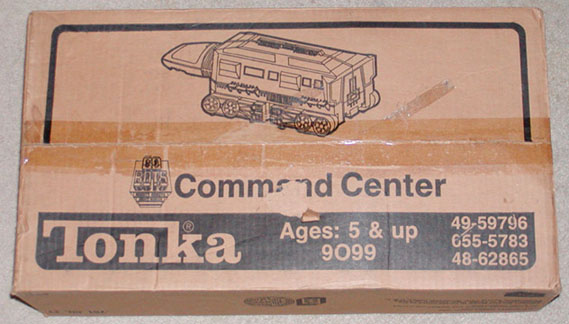 Command Center
Tonka®
Ages: 5 & up
9099
49-59796
655-5783
48-62865